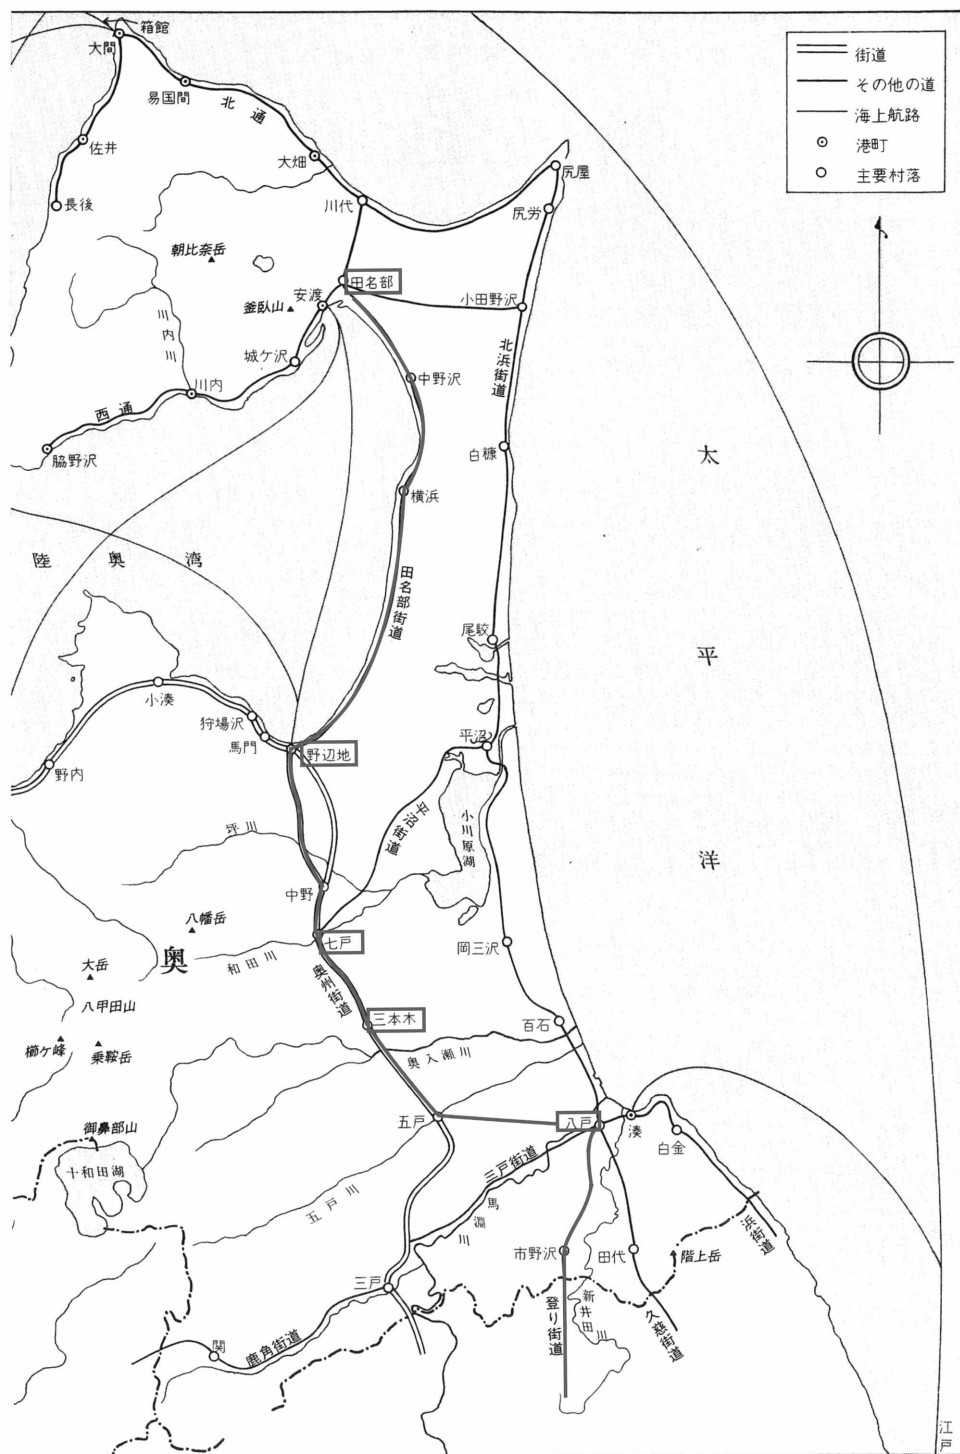 箱館
大間
街道
その他の道
海上航路
港町
主要村落
易国間
北通
佐井
大畑
尻屋
長後
川代
尻労
朝比奈岳
田名部
安渡
釜臥山
小田野沢
川内川
城ケ沢
北浜街道
中野沢
川内
西通
脇野沢
白糠
太平洋
横浜
陸奥湾
田名部街道
尾駮
小湊
狩場沢
馬門
野辺地
平沼
野内
坪川
平沼街道
小川原湖
中野
八幡岳
七戸
奥
和田川
岡三沢
大岳
奥州街道
八甲田山
三本木
百石
櫛ケ峰
乗鞍岳
奥入瀬川
五戸
八戸
湊
御鼻部山
白金
十和田湖
三戸街道
五戸川
馬淵川
浜街道
市野沢
田代
階上岳
三戸
登り街道
新井田川
久慈街道
関
鹿角街道
江戸